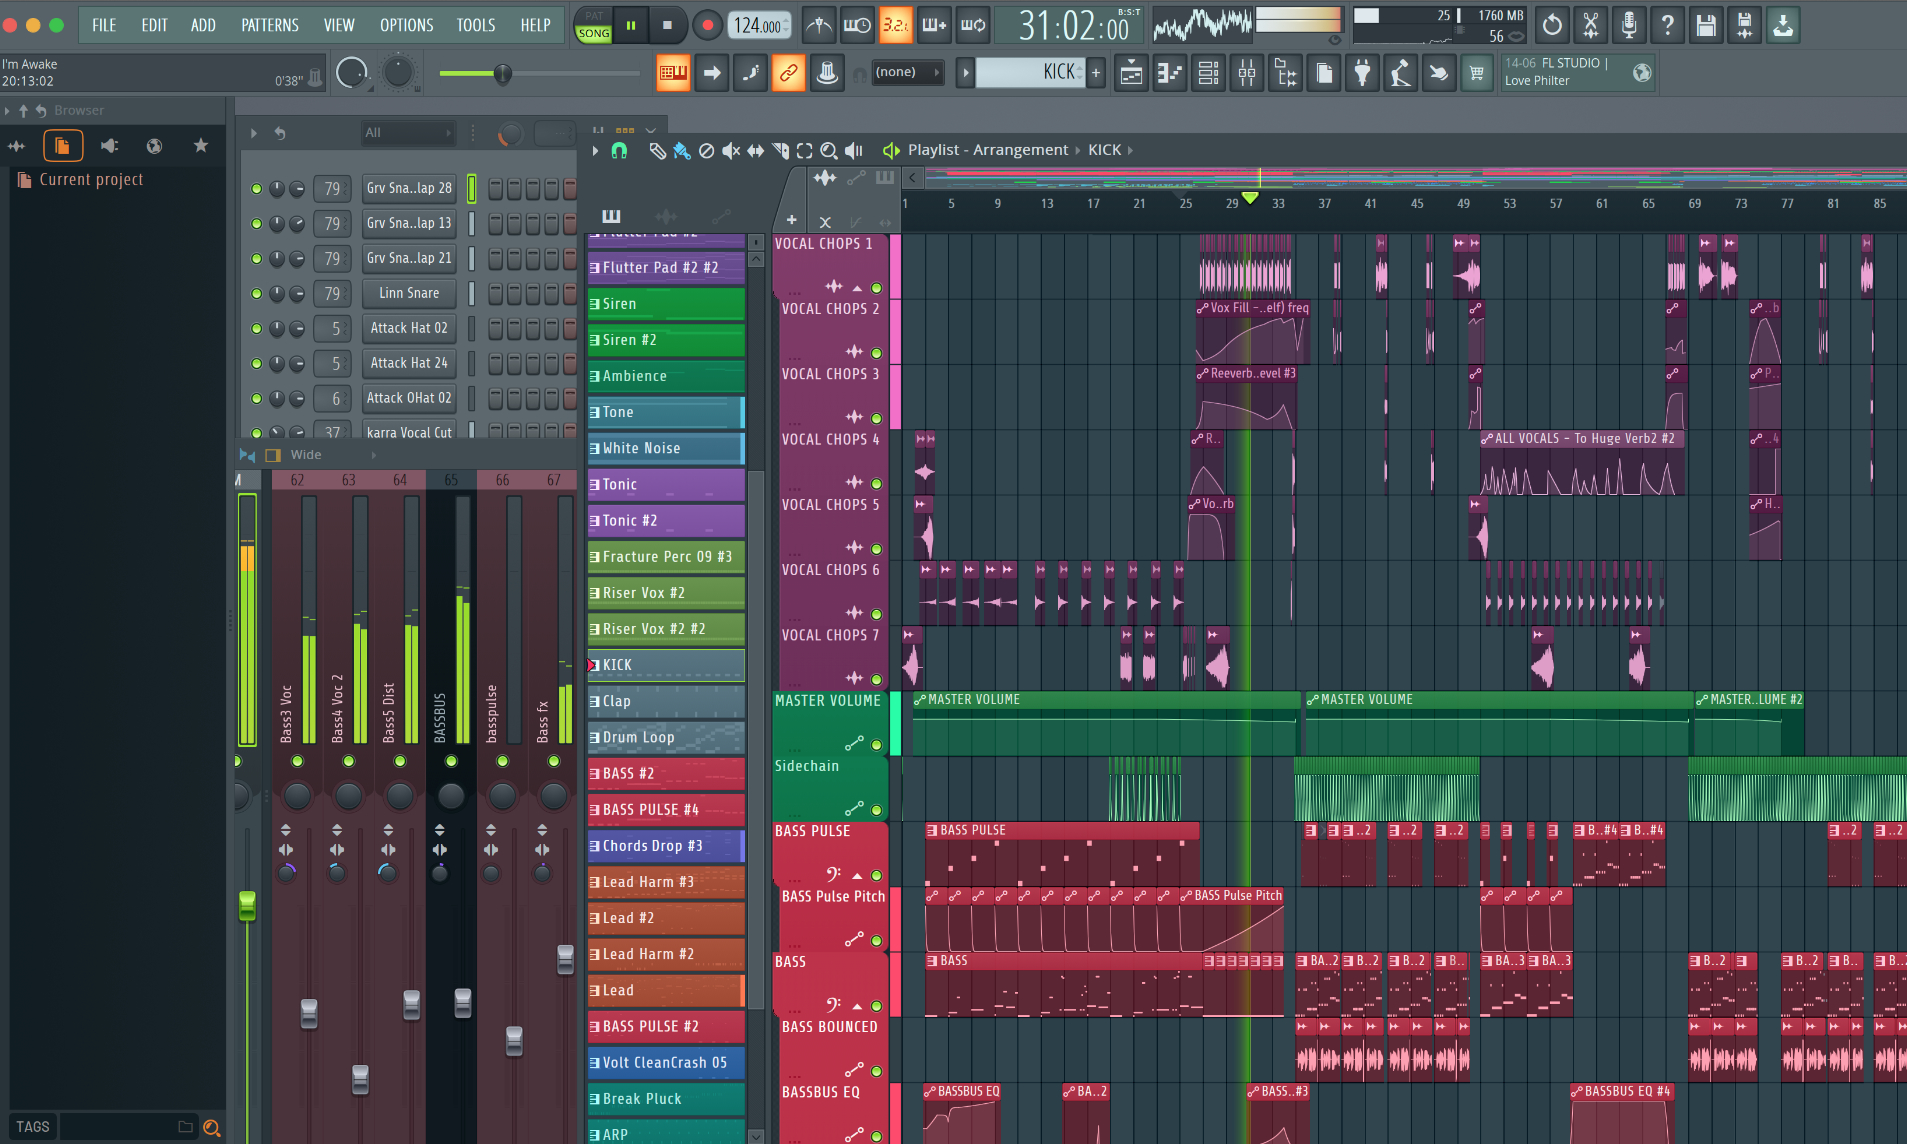 FILE EDIT ADD PATTERNS VIEW OPTIONS TOOLS HELP
PAT
SONG
124.000
3.2.
31:02:00
B:S:T
25
1760 MB
56
I'm Awake
20:13:02
0'38"
(none)
KICK
14-06 FL STUDIO |
Love Philter
Browser
Current project
TAGS
All
79 Grv Sna..lap 28
79 Grv Sna..lap 13
79 Grv Sna..lap 21
79 Linn Snare
5 Attack Hat 02
5 Attack Hat 24
6 Attack OHat 02
37 karra Vocal Cut
Wide
M 62 63 64 65 66 67
Bass3 Voc
Bass4 Voc 2
Bass5 Dist
BASSBUS
basspulse
Bass fx
Playlist - Arrangement KICK
Flutter Pad #2
Flutter Pad #2 #2
Siren
Siren #2
Ambience
Tone
White Noise
Tonic
Tonic #2
Fracture Perc 09 #3
Riser Vox #2
Riser Vox #2 #2
KICK
Clap
Drum Loop
BASS #2
BASS PULSE #4
Chords Drop #3
Lead Harm #3
Lead #2
Lead Harm #2
Lead
BASS PULSE #2
Volt CleanCrash 05
Break Pluck
ARP
1 5 9 13 17 21 25 29 33 37 41 45 49 53 57 61 65 69 73 77 81 85
VOCAL CHOPS 1
VOCAL CHOPS 2
Vox Fill -..elf) freq
..b
VOCAL CHOPS 3
Reeverb..evel #3
P..
VOCAL CHOPS 4
R..
ALL VOCALS - To Huge Verb2 #2
..4
VOCAL CHOPS 5
Vo..rb
H..
VOCAL CHOPS 6
VOCAL CHOPS 7
MASTER VOLUME
MASTER VOLUME
MASTER VOLUME
MASTER..LUME #2
Sidechain
BASS PULSE
BASS PULSE
..2 ..2 ..2 B..#4 B..#4 ..2 ..2
BASS Pulse Pitch
BASS Pulse Pitch
BASS
BASS
BA..2 B..2 B..2 B.. BA..3 BA..3 B..2 B..2 B.. B..
BASS BOUNCED
BASSBUS EQ
BASSBUS EQ
BA..2
BASS..#3
BASSBUS EQ #4